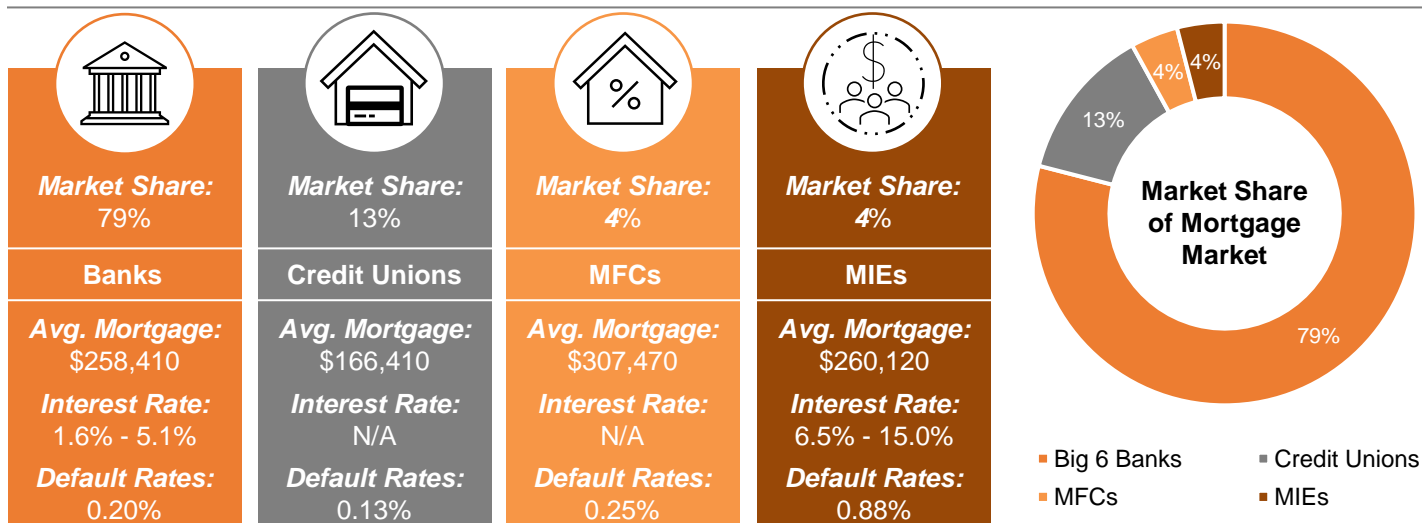 Market Share:
79%
Banks
Avg. Mortgage:
$258,410
Interest Rate:
1.6% - 5.1%
Default Rates:
0.20%
Market Share:
13%
Credit Unions
Avg. Mortgage:
$166,410
Interest Rate:
N/A
Default Rates:
0.13%
%
Market Share:
4%
MFCs
Avg. Mortgage:
$307,470
Interest Rate:
N/A
Default Rates:
0.25%
$
Market Share:
4%
MIEs
Avg. Mortgage:
$260,120
Interest Rate:
6.5% - 15.0%
Default Rates:
0.88%
4%
4%
13%
79%
Market Share
of Mortgage
Market
Big 6 Banks
Credit Unions
MFCs
MIEs